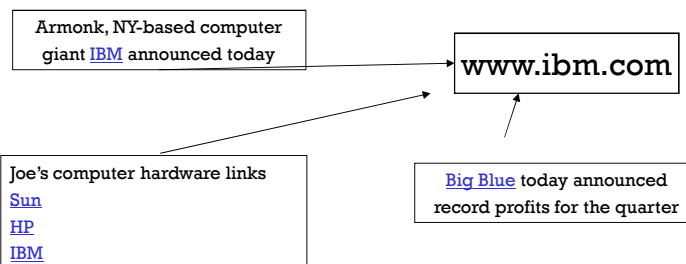 Armonk, NY-based computer
giant IBM announced today
www.ibm.com
Joe's computer hardware links
Sun
HP
IBM
Big Blue today announced
record profits for the quarter